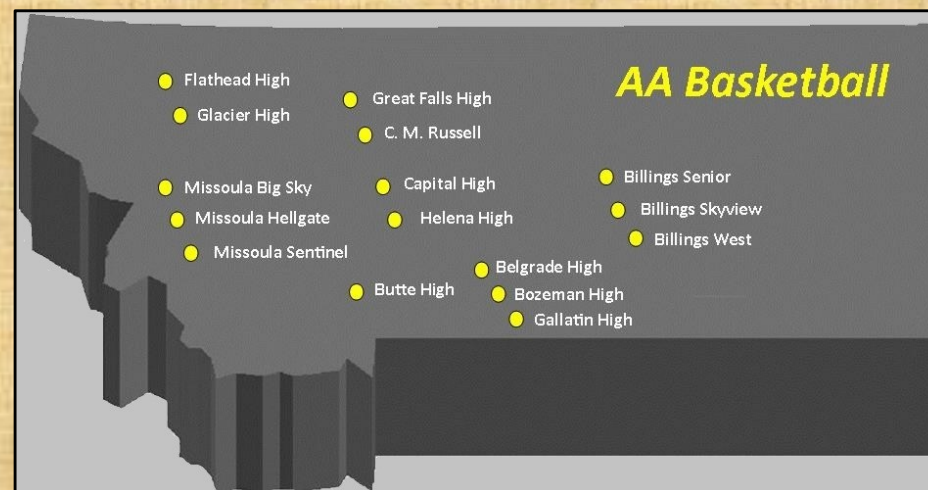 AA Basketball
Flathead High
Glacier High
Great Falls High
C. M. Russell
Missoula Big Sky
Missoula Hellgate
Missoula Sentinel
Capital High
Helena High
Butte High
Belgrade High
Bozeman High
Gallatin High
Billings Senior
Billings Skyview
Billings West